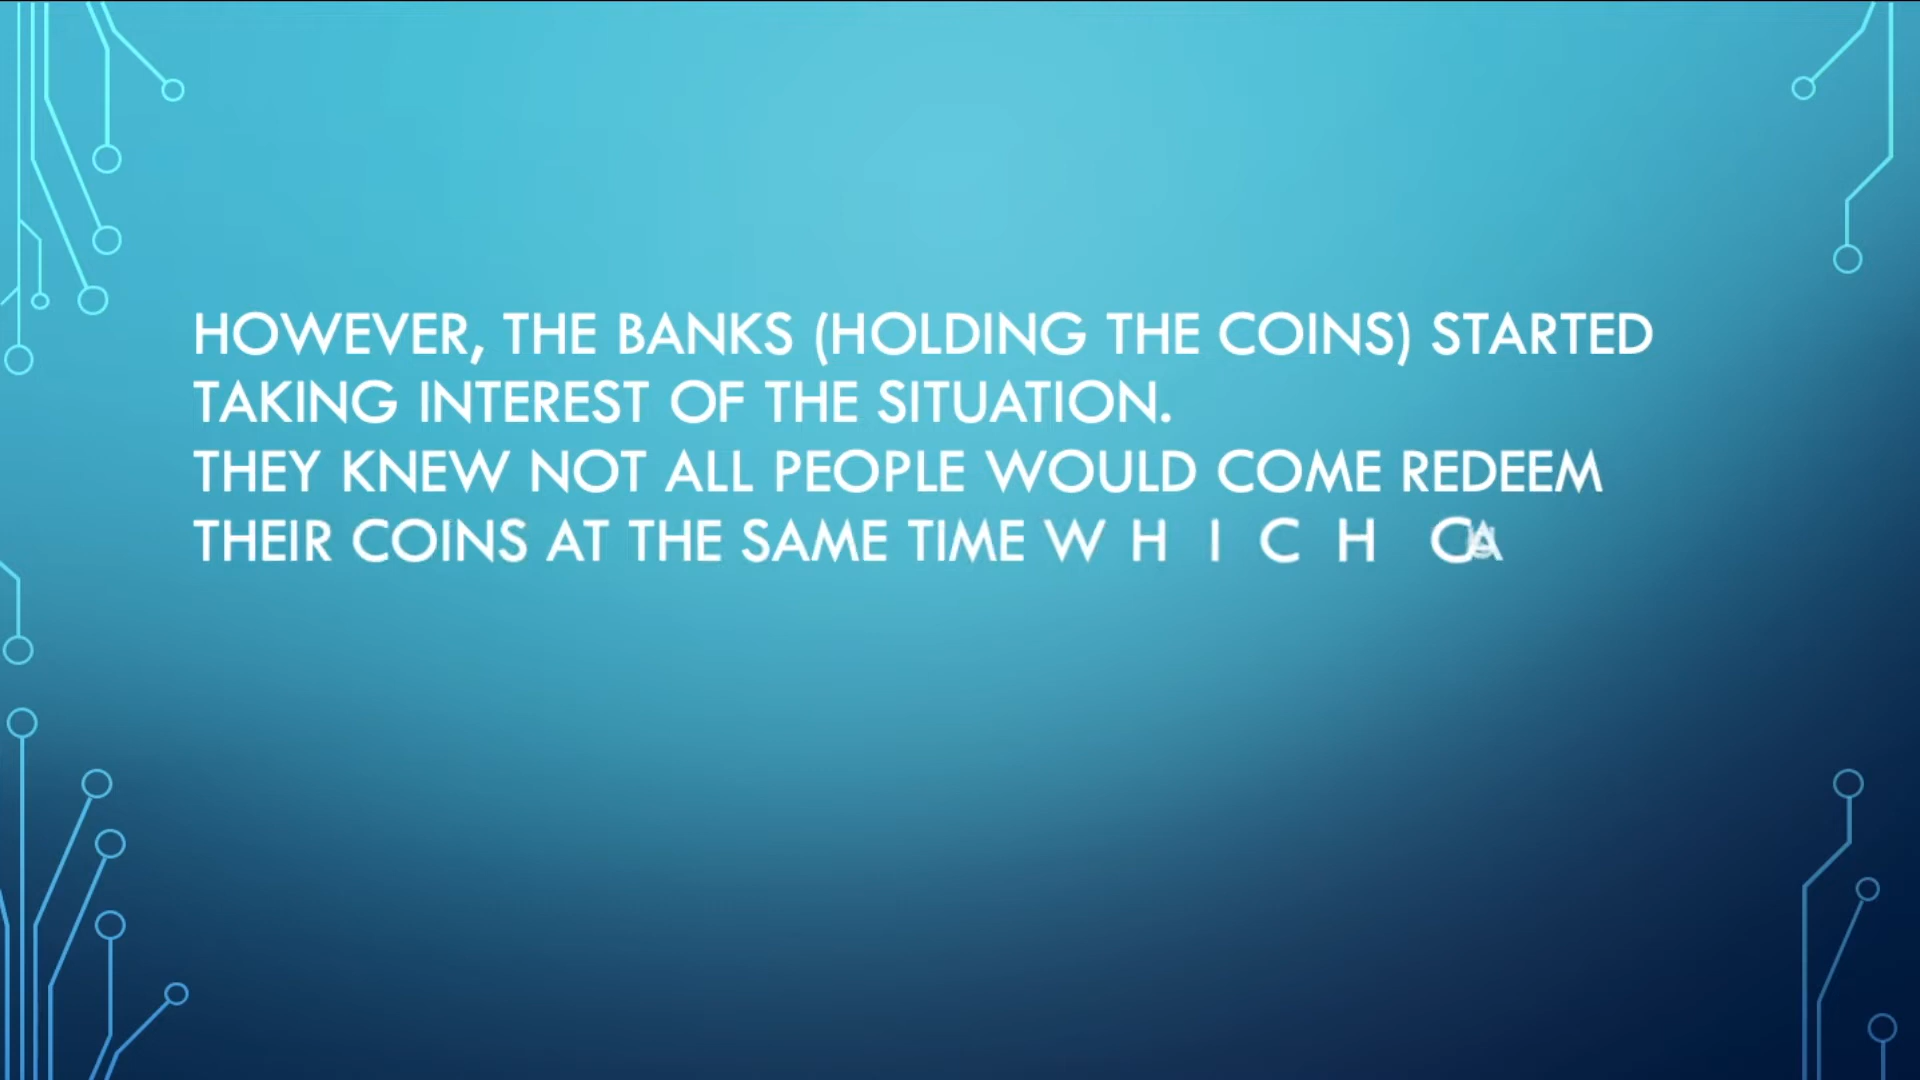 HOWEVER, THE BANKS (HOLDING THE COINS) STARTED
TAKING INTEREST OF THE SITUATION.
THEY KNEW NOT ALL PEOPLE WOULD COME REDEEM
THEIR COINS AT THE SAME TIME W H I C H